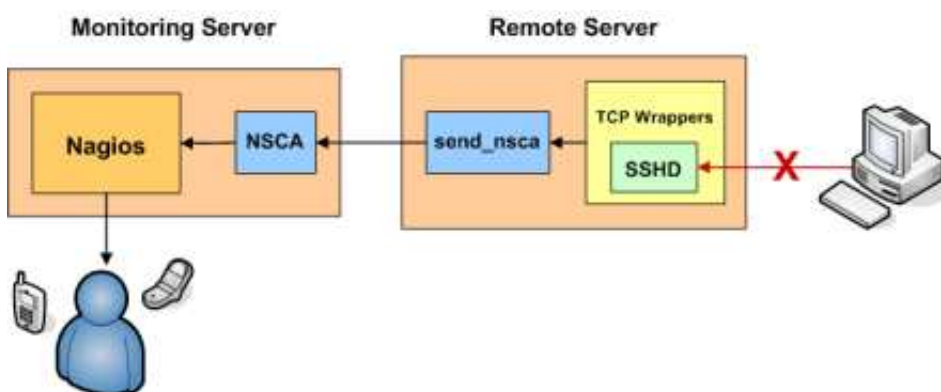 Monitoring Server
Remote Server
Nagios
NSCA
send_nsca
TCP Wrappers
SSHD
X